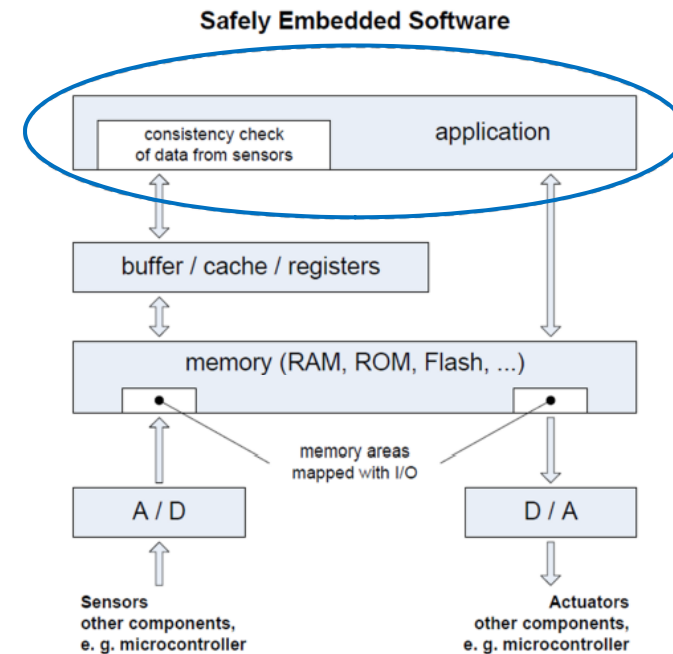 Safely Embedded Software
consistency check
of data from sensors
application
buffer / cache / registers
memory (RAM, ROM, Flash, ...)
memory areas
mapped with I/O
A / D
D / A
Sensors
other components,
e. g. microcontroller
Actuators
other components,
e. g. microcontroller